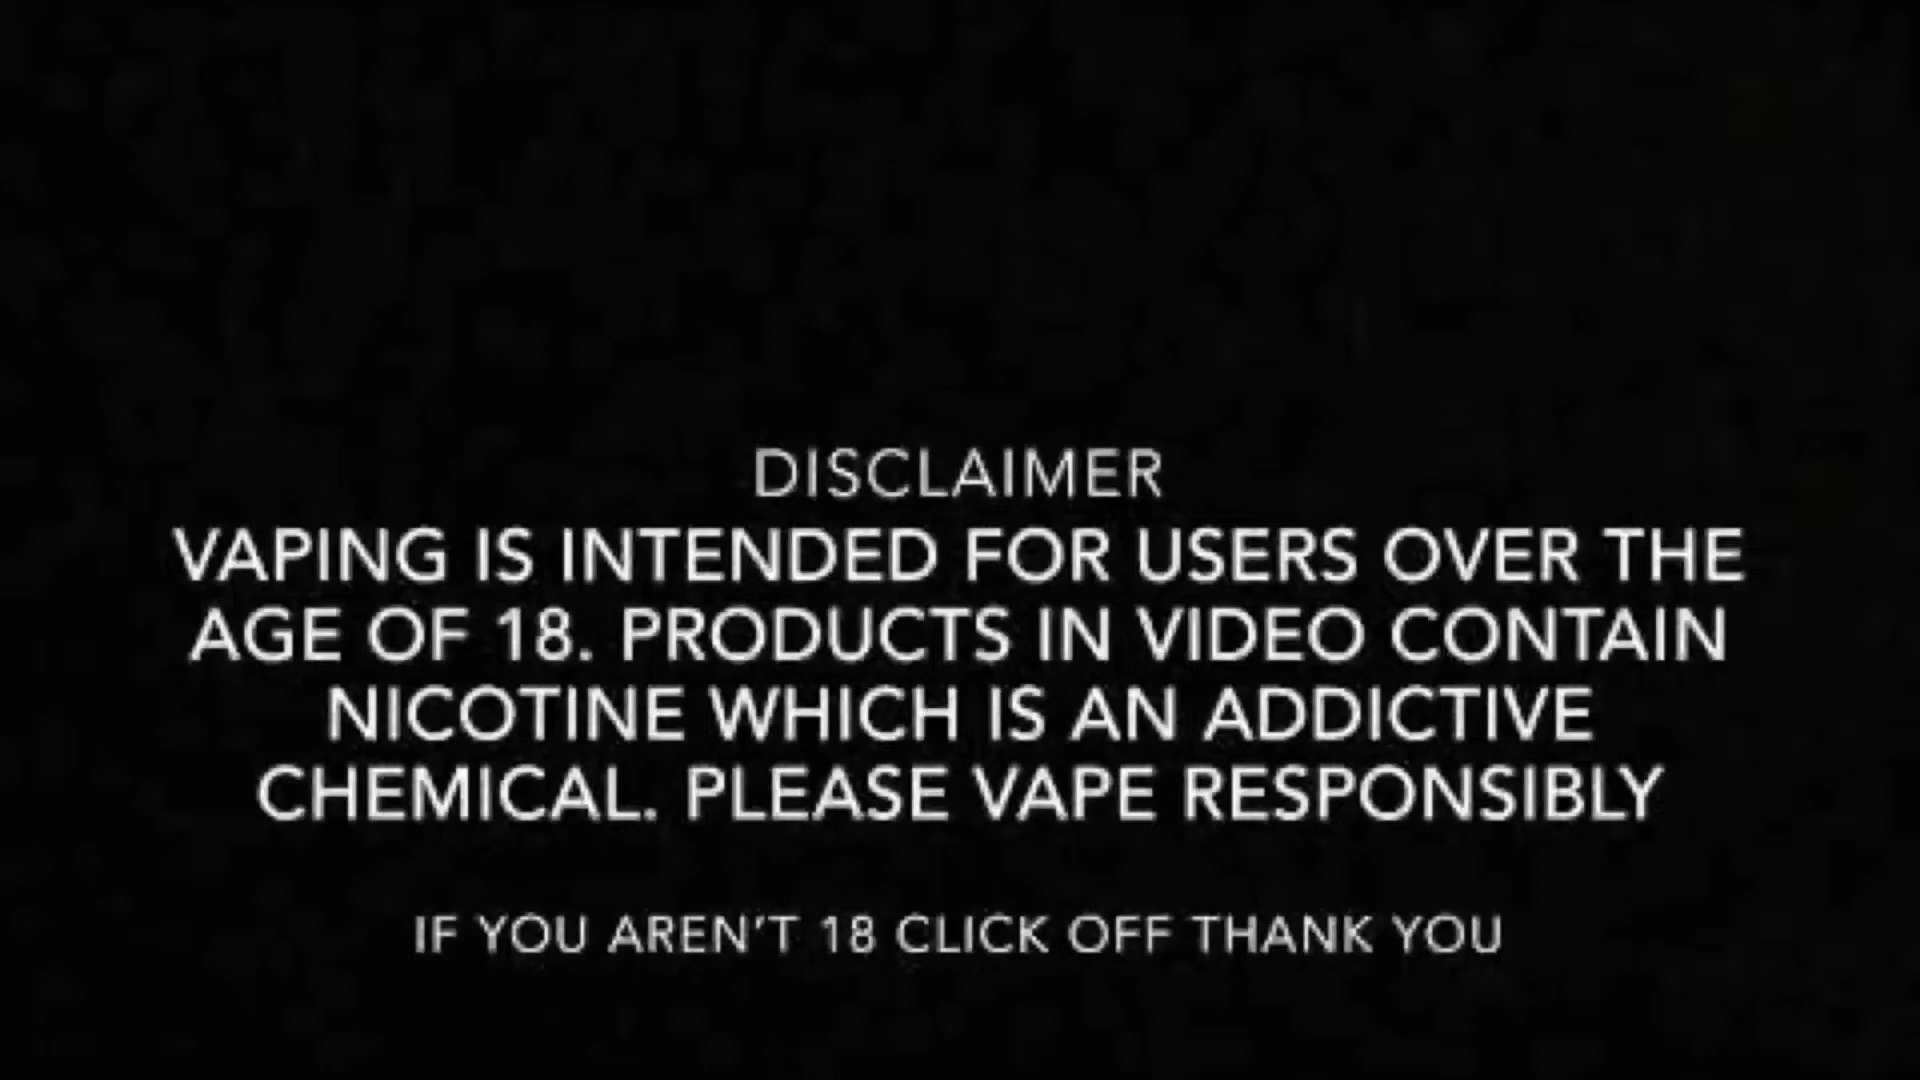 DISCLAIMER
VAPING IS INTENDED FOR USERS OVER THE
AGE OF 18. PRODUCTS IN VIDEO CONTAIN
NICOTINE WHICH IS AN ADDICTIVE
CHEMICAL. PLEASE VAPE RESPONSIBLY
IF YOU AREN'T 18 CLICK OFF THANK YOU